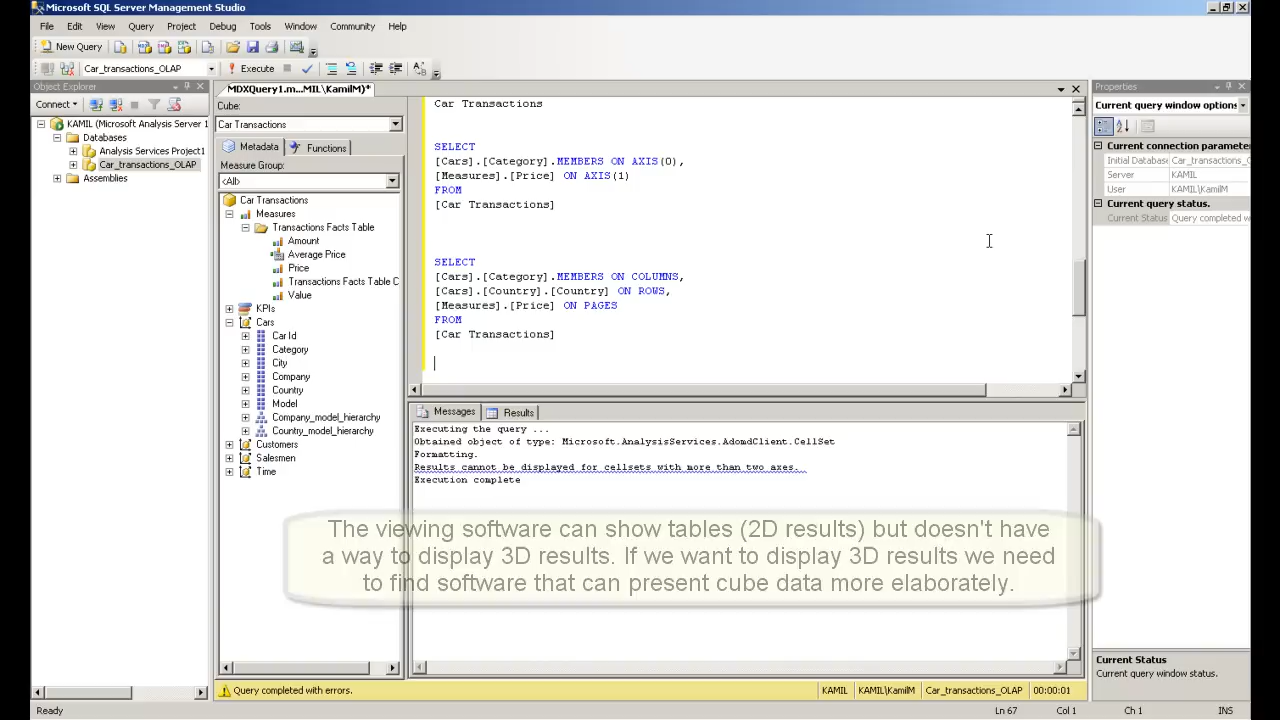 Microsoft SQL Server Management Studio
File Edit View Query Project Debug Tools Window Community Help
New Query
Car_transactions_OLAP Execute
Object Explorer
Connect
KAMIL (Microsoft Analysis Server 1
Databases
Analysis Services Project1
Car_transactions_OLAP
Assemblies
MDXQuery1.m...MIL\KamilM)*
Cube:
Car Transactions
Metadata Functions
Measure Group:
<All>
Car Transactions
Measures
Transactions Facts Table
Amount
Average Price
Price
Transactions Facts Table C
Value
KPIs
Cars
Car Id
Category
City
Company
Country
Model
Company_model_hierarchy
Country_model_hierarchy
Customers
Salesmen
Time
Car Transactions
SELECT
[Cars].[Category].MEMBERS ON AXIS(0),
[Measures].[Price] ON AXIS(1)
FROM
[Car Transactions]
SELECT
[Cars].[Category].MEMBERS ON COLUMNS,
[Cars].[Country].[Country] ON ROWS,
[Measures].[Price] ON PAGES
FROM
[Car Transactions]
Messages Results
Executing the query ...
Obtained object of type: Microsoft.AnalysisServices.AdomdClient.CellSet
Formatting.
Results cannot be displayed for cellsets with more than two axes.
Execution complete
The viewing software can show tables (2D results) but doesn't have
a way to display 3D results. If we want to display 3D results we need
to find software that can present cube data more elaborately.
Properties
Current query window options
Current connection parameter
Initial Database Car_transactions_OL
Server KAMIL
User KAMIL\KamilM
Current query status.
Current Status Query completed w
Current Status
Current query window status.
Query completed with errors. KAMIL KAMIL\KamilM Car_transactions_OLAP 00:00:01
Ready Ln 67 Col 1 Ch 1 INS